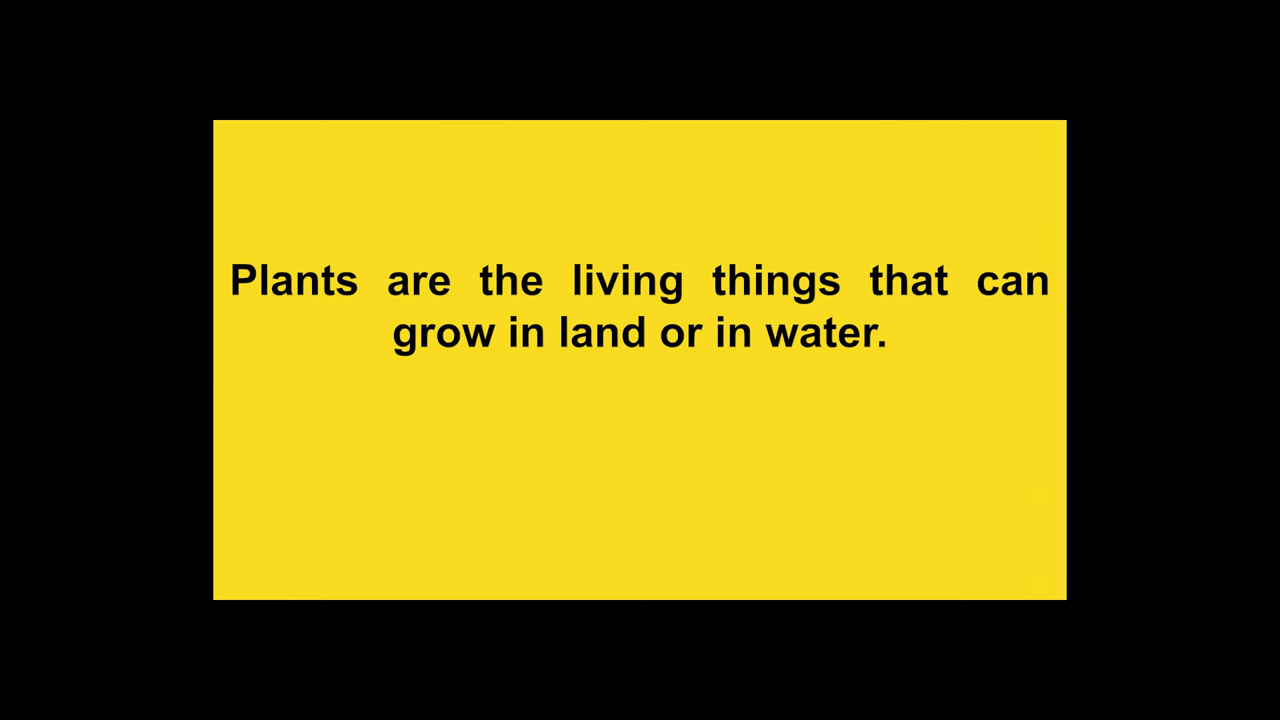 Plants are the living things that can
grow in land or in water.